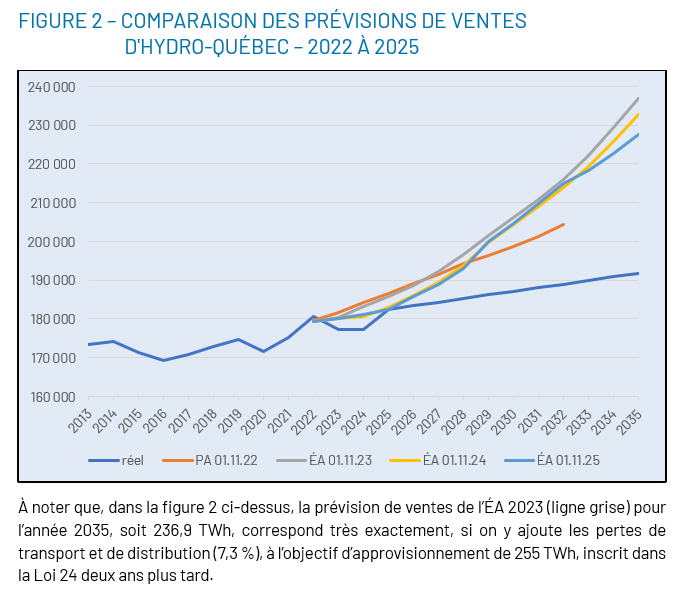 FIGURE 2 – COMPARAISON DES PRÉVISIONS DE VENTES
D'HYDRO-QUÉBEC – 2022 À 2025
240 000
230 000
220 000
210 000
200 000
190 000
180 000
170 000
160 000
2013 2014 2015 2016 2017 2018 2019 2020 2021 2022 2023 2024 2025 2026 2027 2028 2029 2030 2031 2032 2033 2034 2035
réel PA 01.11.22 ÉA 01.11.23 ÉA 01.11.24 ÉA 01.11.25
À noter que, dans la figure 2 ci-dessus, la prévision de ventes de l’ÉA 2023 (ligne grise) pour
l’année 2035, soit 236,9 TWh, correspond très exactement, si on y ajoute les pertes de
transport et de distribution (7,3 %), à l’objectif d’approvisionnement de 255 TWh, inscrit dans
la Loi 24 deux ans plus tard.